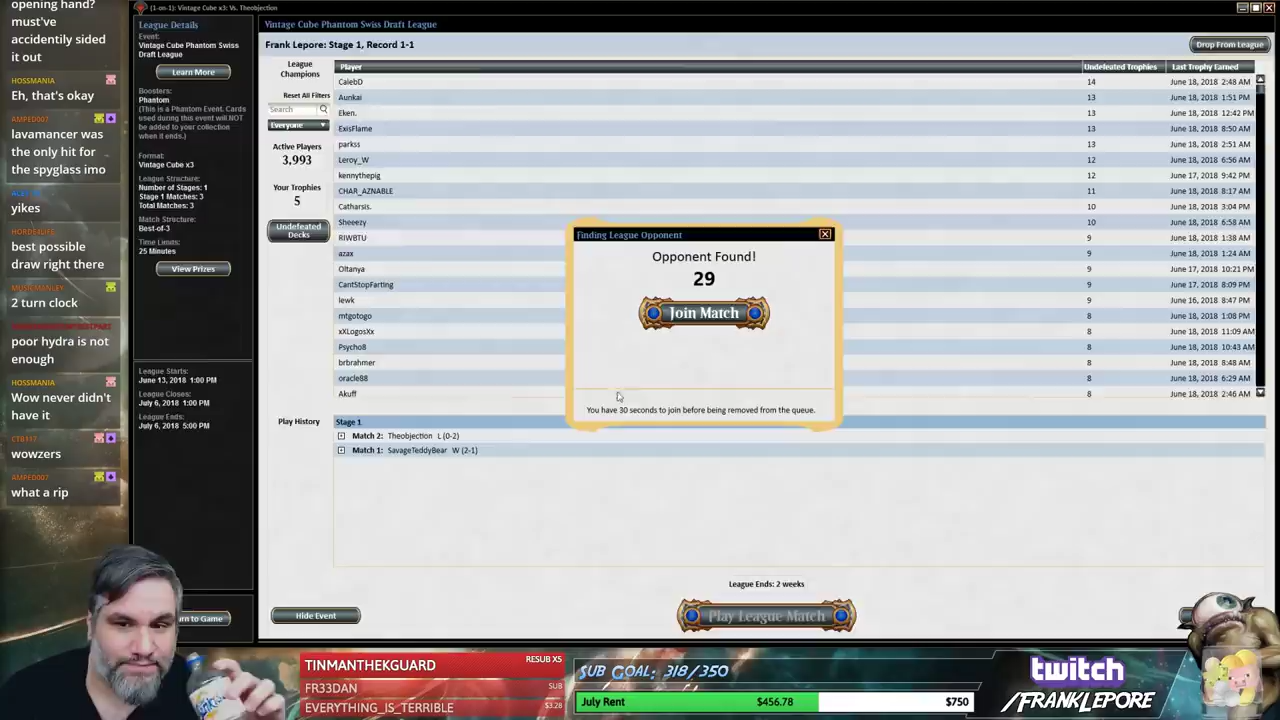 opening hand?
must've
accidently sided
it out
HOSSMANIA
Eh, that's okay
AMPED007
lavamancer was
the only hit for
the spyglass imo
yikes
HORDE4LIFE
best possible
draw right there
MUSICMANLEY
2 turn clock
poor hydra is not
enough
HOSSMANIA
Wow never didn't
have it
CTB117
wowzers
AMPED007
what a rip
(1-on-1): Vintage Cube x3: Vs. Theobjection
League Details
Event:
Vintage Cube Phantom Swiss
Draft League
Learn More
Boosters:
Phantom
(This is a Phantom Event. Cards
used during this event will NOT
be added to your collection
when it ends.)
Format:
Vintage Cube x3
League Structure:
Number of Stages: 1
Stage 1 Matches: 3
Total Matches: 3
Match Structure:
Best-of-3
Time Limits:
25 Minutes
View Prizes
League Starts:
June 13, 2018 1:00 PM
League Closes:
July 6, 2018 1:00 PM
League Ends:
July 6, 2018 5:00 PM
rn to Game
Vintage Cube Phantom Swiss Draft League
Frank Lepore: Stage 1, Record 1-1
Drop From League
League
Champions
Reset All Filters
Search
Everyone
Active Players
3,993
Your Trophies
5
Undefeated
Decks
Player Undefeated Trophies Last Trophy Earned
CalebD 14 June 18, 2018 2:48 AM
Aunkai 13 June 18, 2018 1:51 PM
Eken. 13 June 18, 2018 12:42 PM
ExisFlame 13 June 18, 2018 8:50 AM
parkss 13 June 18, 2018 2:51 AM
Leroy_W 12 June 18, 2018 6:56 AM
kennythepig 12 June 17, 2018 9:42 PM
CHAR_AZNABLE 11 June 18, 2018 8:17 AM
Catharsis. 10 June 18, 2018 3:04 PM
Sheeezy 10 June 18, 2018 6:58 AM
RIWBTU 9 June 18, 2018 1:38 AM
azax 9 June 18, 2018 1:24 AM
Oltanya 9 June 17, 2018 10:21 PM
CantStopFarting 9 June 17, 2018 8:09 PM
lewk 9 June 16, 2018 8:47 PM
mtgotogo 8 June 18, 2018 1:08 PM
xXLogosXx 8 June 18, 2018 11:09 AM
Psycho8 8 June 18, 2018 10:43 AM
brbrahmer 8 June 18, 2018 8:48 AM
oracle88 8 June 18, 2018 6:29 AM
Akuff 8 June 18, 2018 2:46 AM
Finding League Opponent
Opponent Found!
29
Join Match
You have 30 seconds to join before being removed from the queue.
Play History
Stage 1
Match 2: Theobjection L (0-2)
Match 1: SavageTeddyBear W (2-1)
League Ends: 2 weeks
Hide Event
Play League Match
TINMANTHEKGUARD RESUB X5
FR33DAN SUB
EVERYTHING_IS_TERRIBLE $3.28
SUB GOAL: 318/350
July Rent $456.78 $750
twitch
/FRANKLEPORE